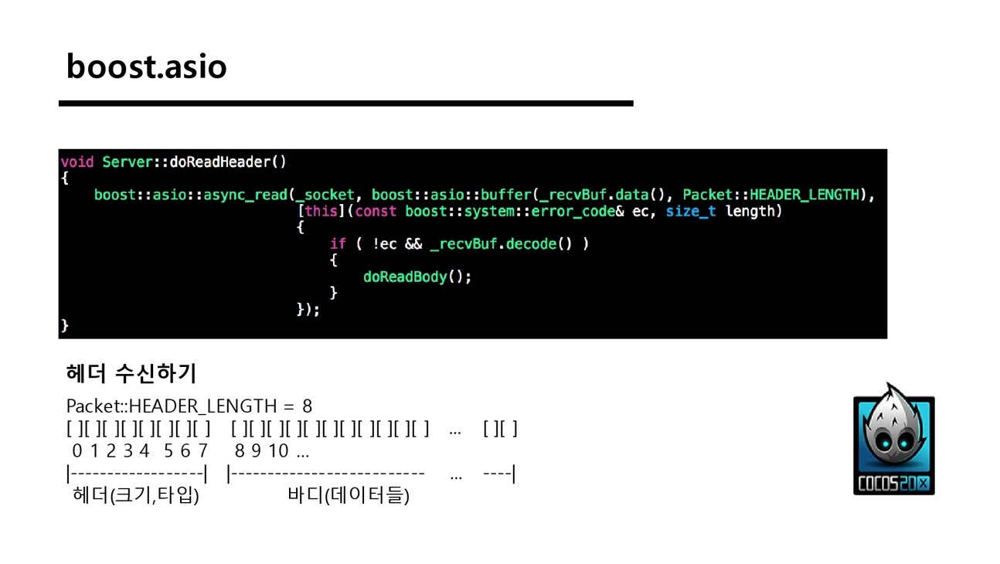 boost.asio
void Server::doReadHeader()
{
    boost::asio::async_read(_socket, boost::asio::buffer(_recvBuf.data(), Packet::HEADER_LENGTH),
                            [this](const boost::system::error_code& ec, size_t length)
                            {
                                if ( !ec && _recvBuf.decode() )
                                {
                                    doReadBody();
                                }
                            });
}
헤더 수신하기
Packet::HEADER_LENGTH = 8
[ ][ ][ ][ ][ ][ ][ ][ ]   [ ][ ][ ][ ][ ][ ][ ][ ][ ][ ][ ]   ...   [ ][ ]
0 1 2 3 4 5 6 7   8 9 10 ...
|------------------|   |--------------------------   ...   ----|
헤더(크기,타입)   바디(데이터들)
COCOS2DX